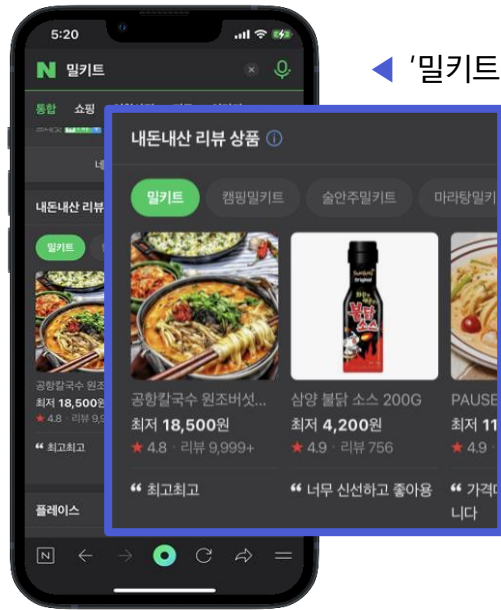 5:20
N 밀키트
◀ '밀키트
통합 쇼핑
내돈내산 리뷰 상품 ⓘ
밀키트 캠핑밀키트 술안주밀키트 마라탕밀키
내돈내산 리뷰
밀키트
Samyang
Original
불닭
소스
공항칼국수 원조버섯... 삼양 불닭 소스 200G PAUSE
최저 18,500원 최저 4,200원 최저 11
★ 4.8 · 리뷰 9,999+ ★ 4.9 · 리뷰 756 ★ 4.9
❝ 최고최고 ❝ 너무 신선하고 좋아용 ❝ 가격
니다
공항칼국수 원조
최저 18,500원
★ 4.8 · 리뷰 9,9
❝ 최고최고
플레이스
N